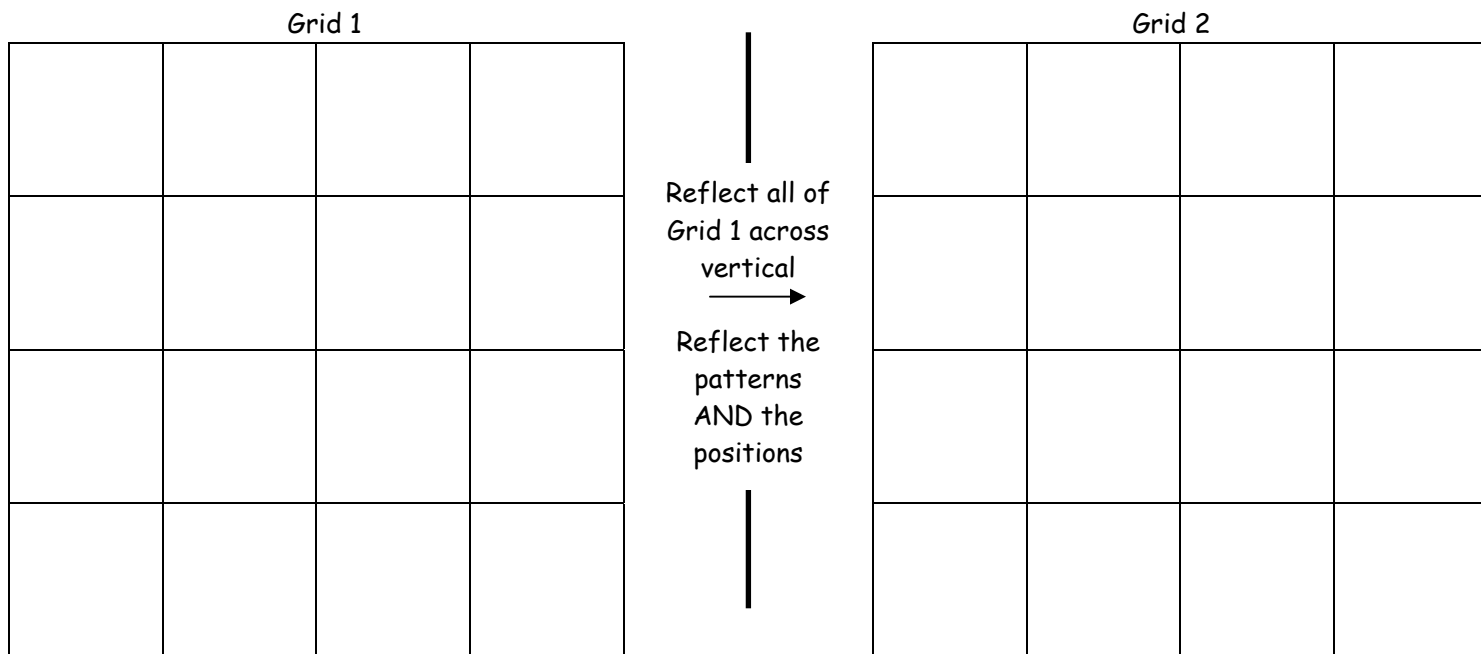 Grid 1
Grid 2
Reflect all of
Grid 1 across
vertical
Reflect the
patterns
AND the
positions